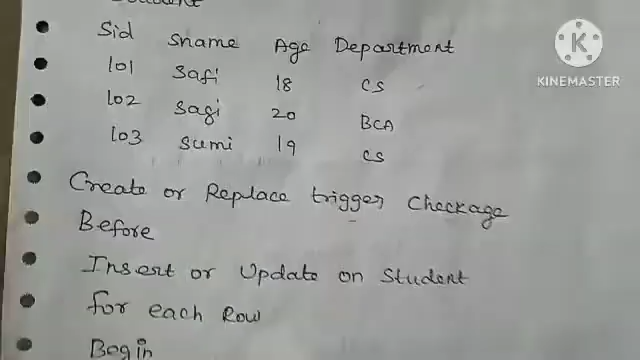 Student
Sid Sname Age Department
101 Safi 18 CS
102 Sagi 20 BCA
103 Sumi 19 CS
Create or Replace trigger Checkage
Before
Insert or Update on Student
for each Row
Begin
KINEMASTER